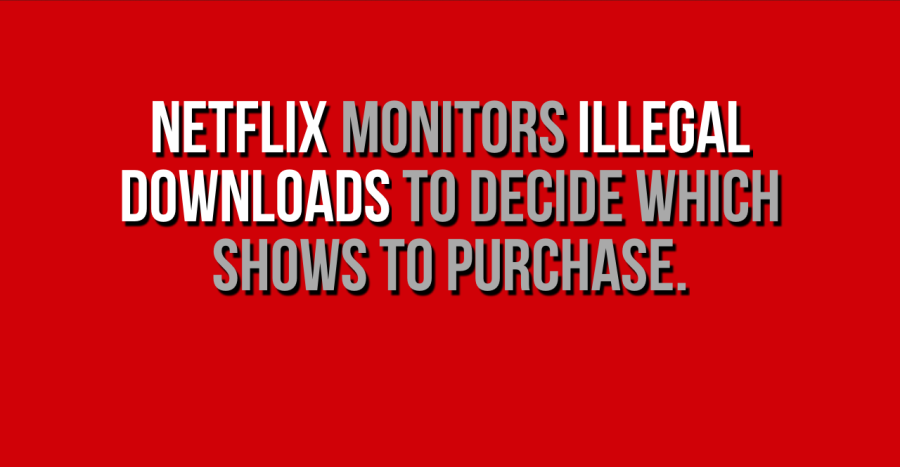 NETFLIX MONITORS ILLEGAL
DOWNLOADS TO DECIDE WHICH
SHOWS TO PURCHASE.